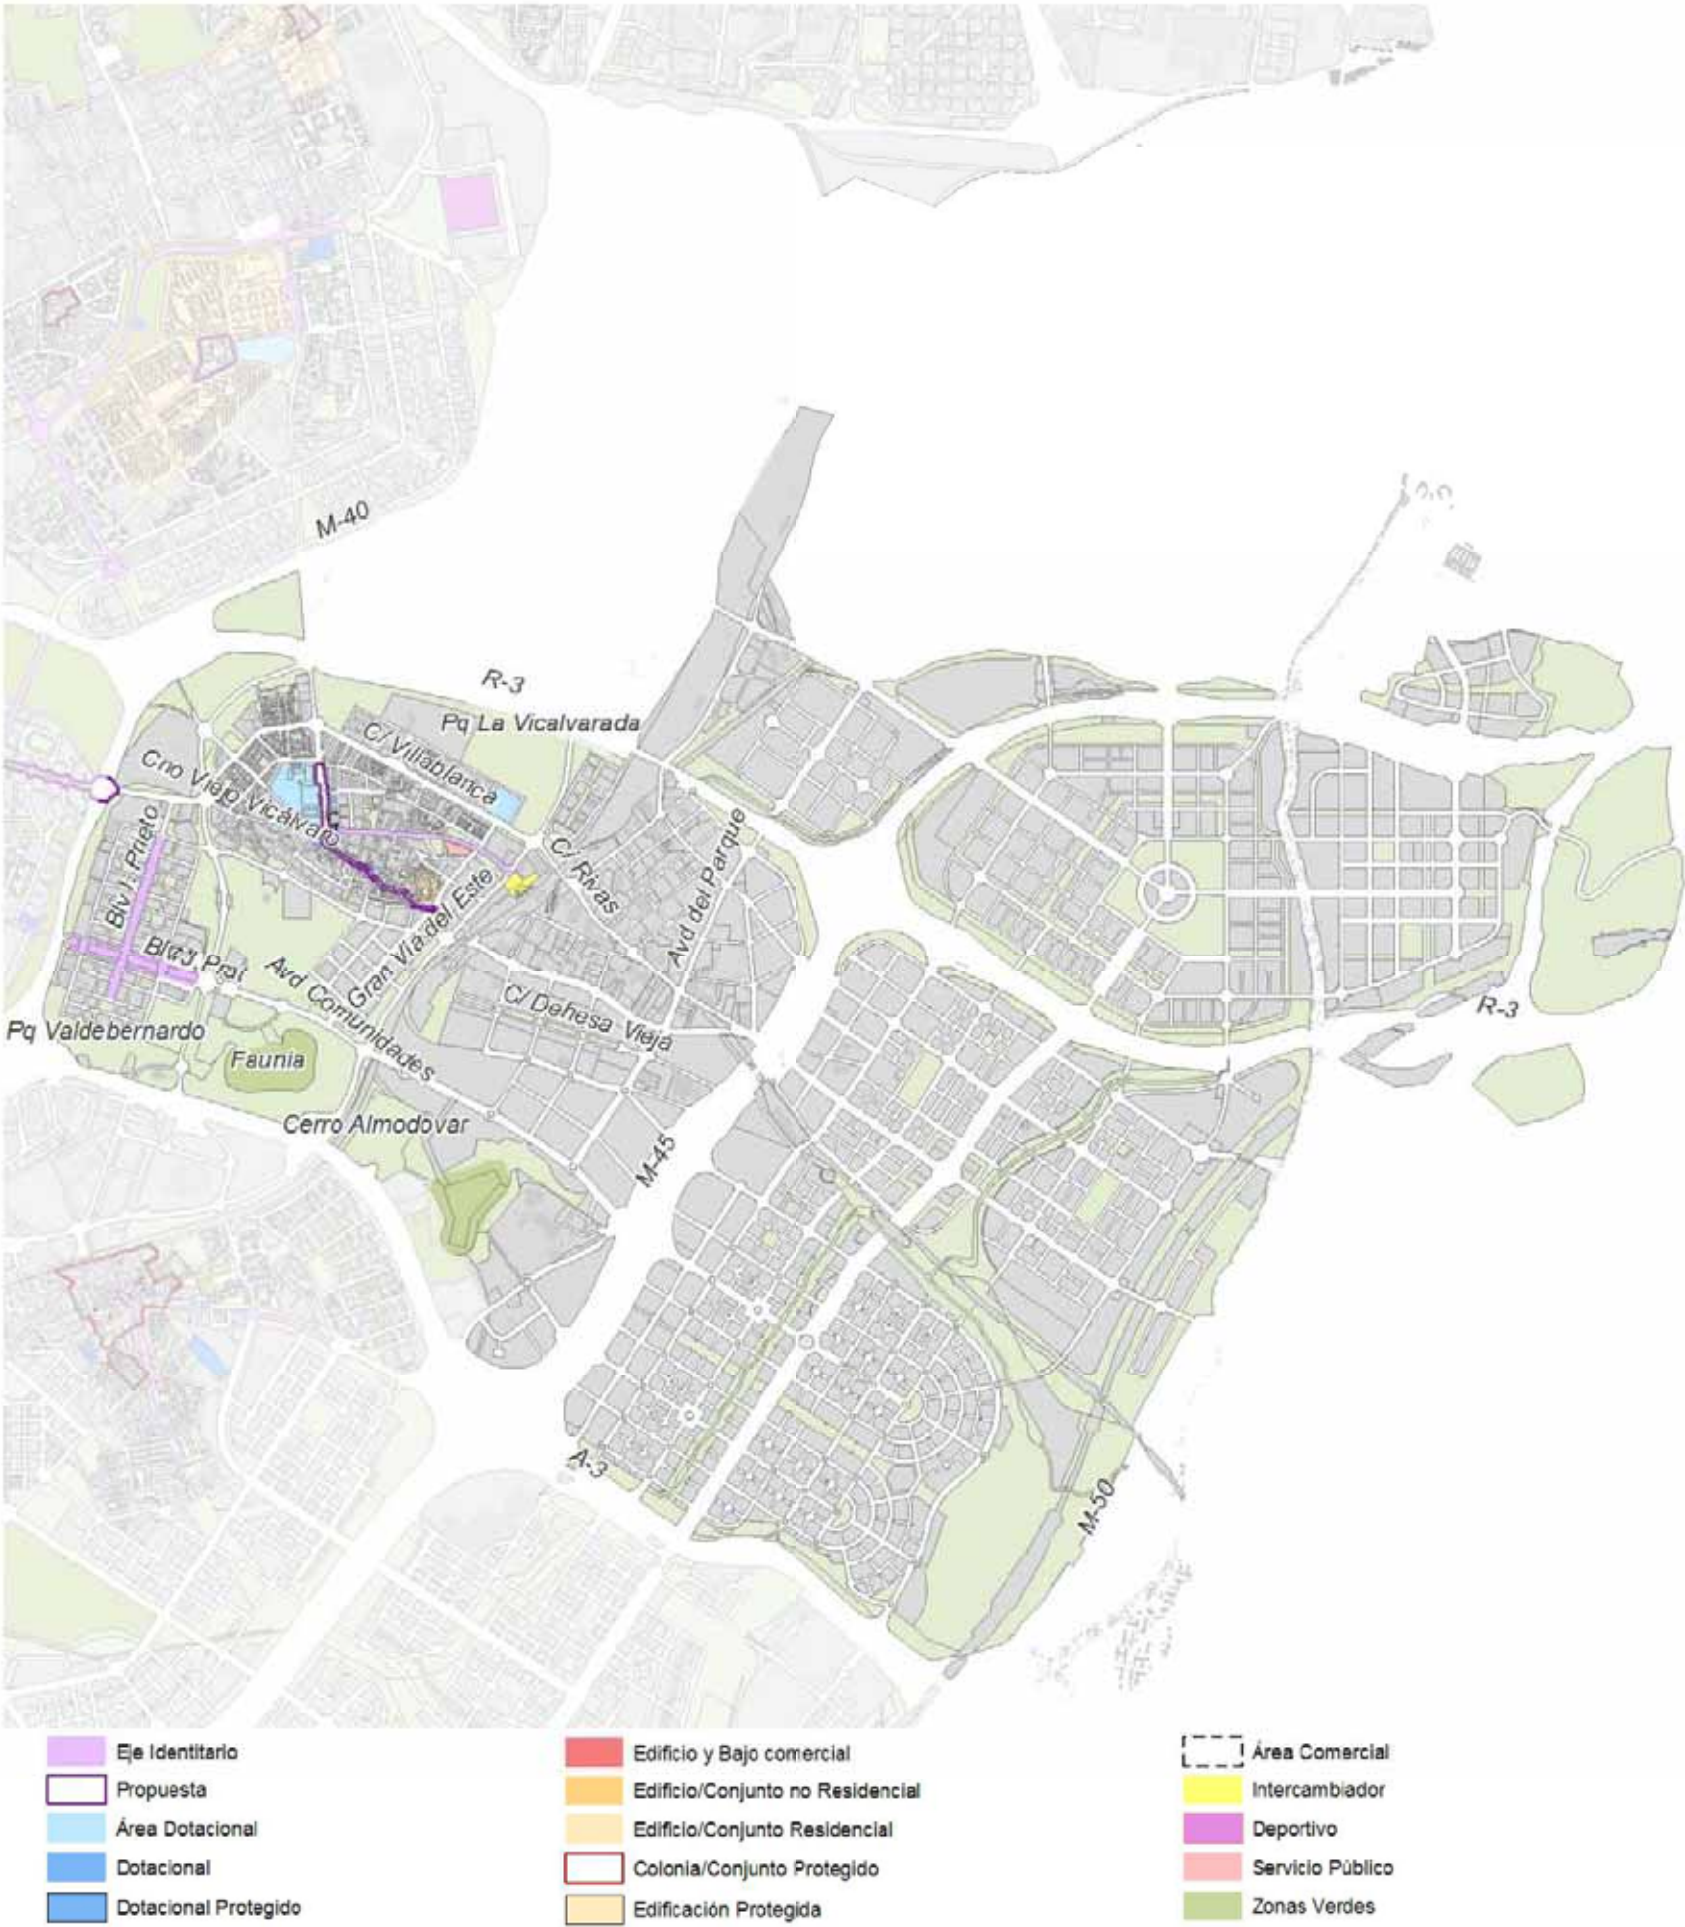 M-40
R-3
Pq La Vicalvarada
C/ Villablanca
Cno Viejo Vicálvaro
Blv I. Prieto
C/ Rivas
Avd del Parque
Gran Vía del Este
Blv J. Prat
Avd Comunidades
C/ Dehesa Vieja
R-3
Pq Valdebernardo
Faunia
Cerro Almodovar
M-45
A-3
M-50
Eje Identitario
Propuesta
Área Dotacional
Dotacional
Dotacional Protegido
Edificio y Bajo comercial
Edificio/Conjunto no Residencial
Edificio/Conjunto Residencial
Colonia/Conjunto Protegido
Edificación Protegida
Área Comercial
Intercambiador
Deportivo
Servicio Público
Zonas Verdes